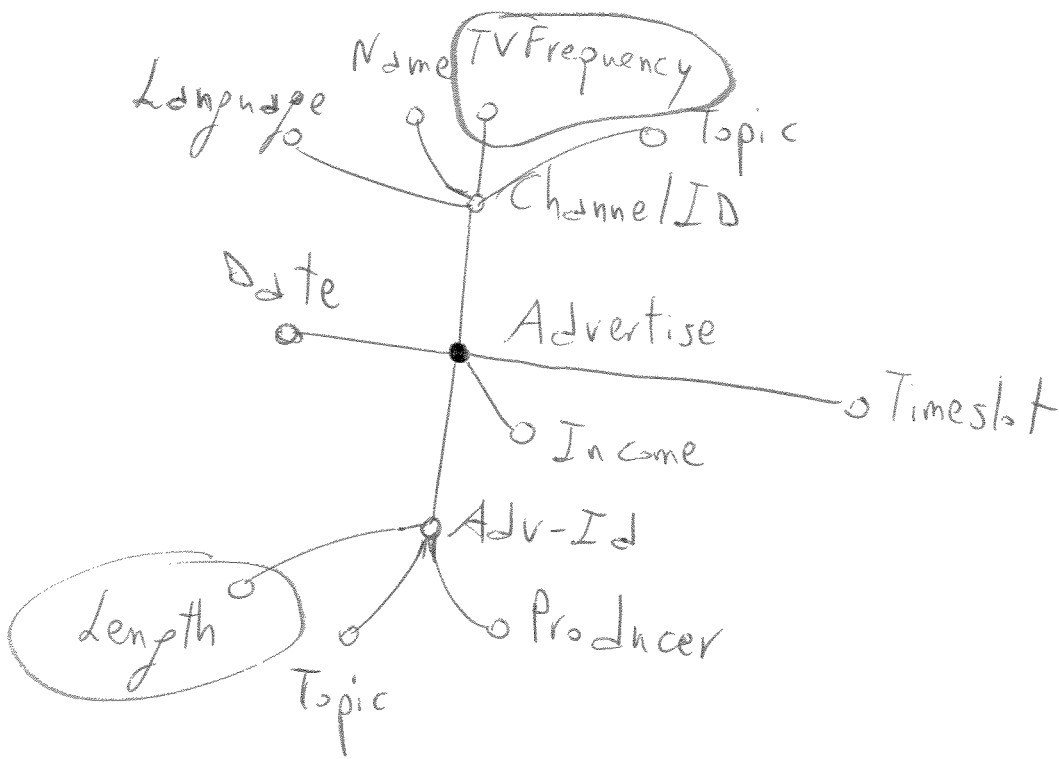 Name
TVFrequency
Language
Topic
ChannelID
Date
Advertise
Timeslot
Income
Adv-Id
Length
Producer
Topic